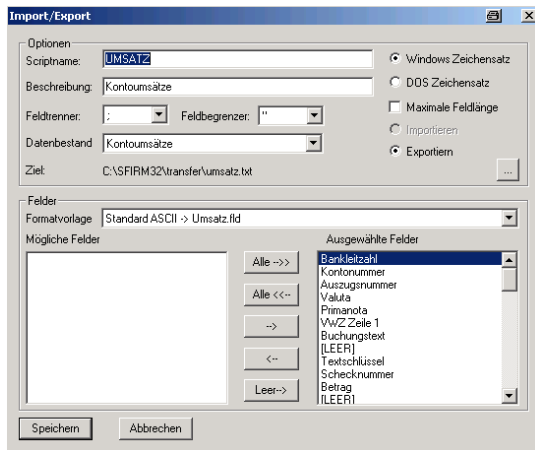 Import/Export
Optionen
Scriptname: UMSATZ
Windows Zeichensatz
Beschreibung: Kontoumsätze
DOS Zeichensatz
Feldtrenner: ; Feldbegrenzer: "
Maximale Feldlänge
Datenbestand Kontoumsätze
Importieren
Ziel: C:\SFIRM32\transfer\umsatz.txt
Exportiern
...
Felder
Formatvorlage Standard ASCII -> Umsatz.fld
Mögliche Felder
Ausgewählte Felder
Alle -->>
Alle <<--
-->
<--
Leer-->
Bankleitzahl
Kontonummer
Auszugsnummer
Valuta
Primanota
VWZ Zeile 1
Buchungstext
[LEER]
Textschlüssel
Schecknummer
Betrag
[LEER]
Speichern
Abbrechen